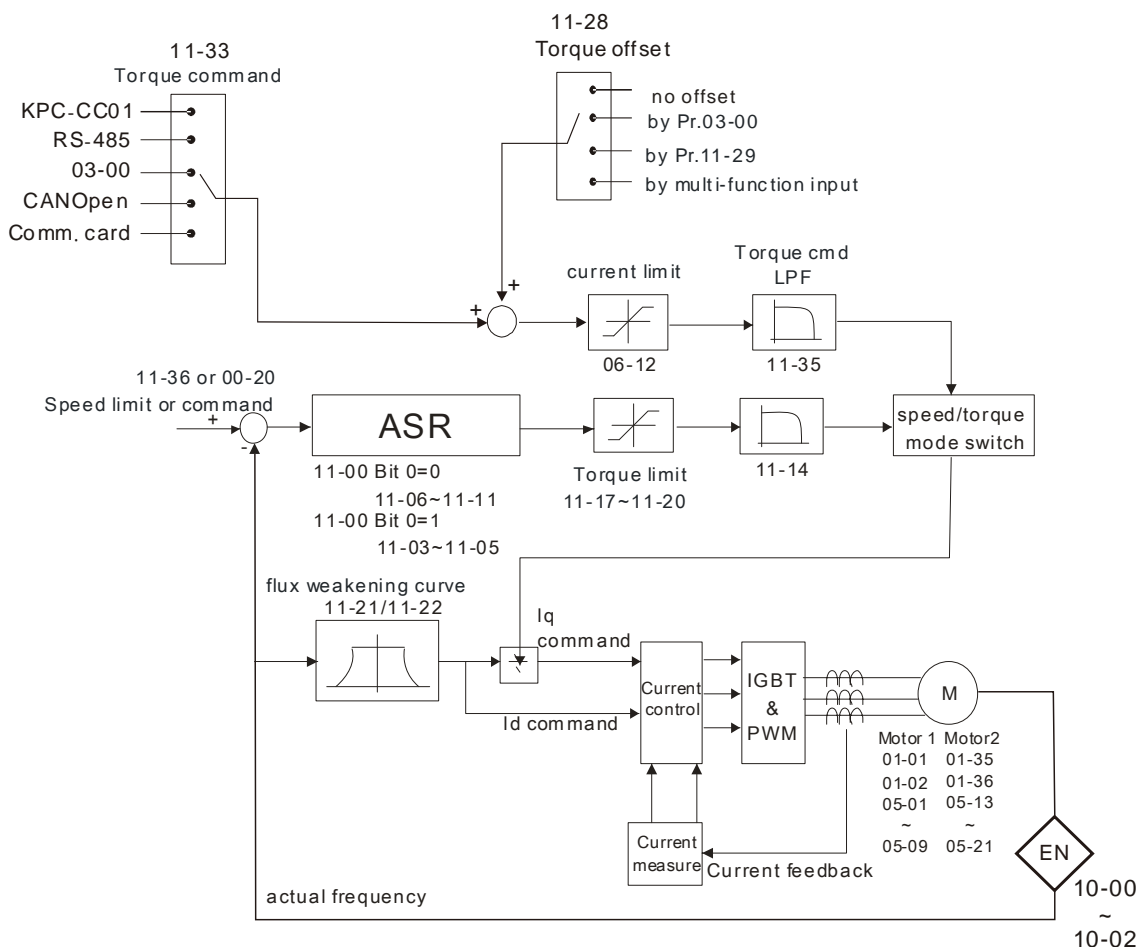 11-33
Torque command
KPC-CC01
RS-485
03-00
CANOpen
Comm. card
11-28
Torque offset
no offset
by Pr.03-00
by Pr.11-29
by multi-function input
+
+
current limit
06-12
Torque cmd
LPF
11-35
11-36 or 00-20
Speed limit or command
+
-
ASR
11-00 Bit 0=0
11-06~11-11
11-00 Bit 0=1
11-03~11-05
Torque limit
11-17~11-20
11-14
speed/torque
mode switch
flux weakening curve
11-21/11-22
Iq
command
Id command
Current
control
IGBT
&
PWM
M
Motor 1 Motor2
01-01 01-35
01-02 01-36
05-01 05-13
~ ~
05-09 05-21
Current
measure
Current feedback
EN
10-00
~
10-02
actual frequency